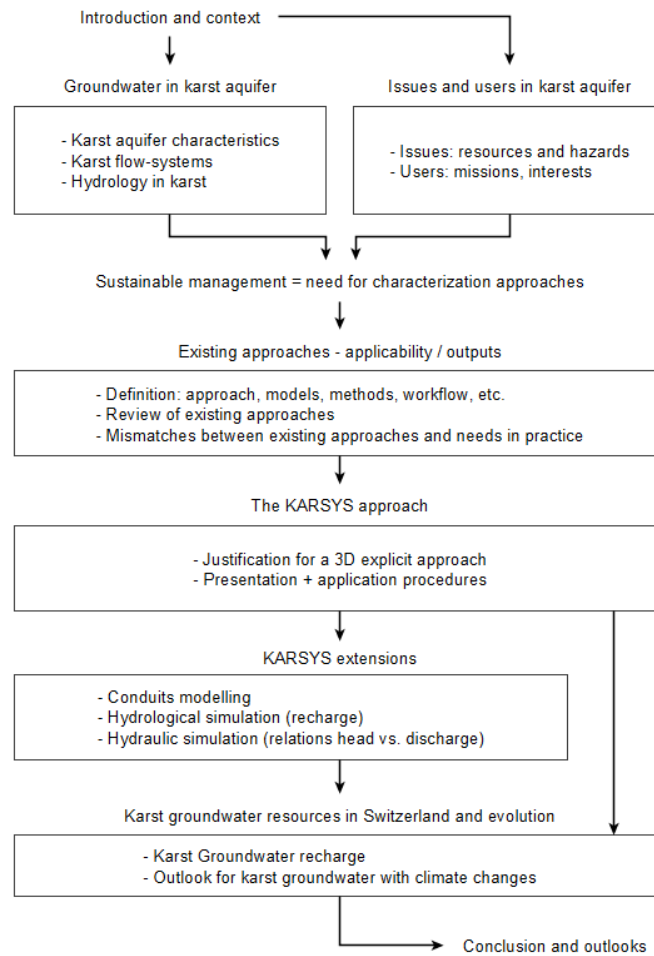 Introduction and context
Groundwater in karst aquifer
- Karst aquifer characteristics
- Karst flow-systems
- Hydrology in karst
Issues and users in karst aquifer
- Issues: resources and hazards
- Users: missions, interests
Sustainable management = need for characterization approaches
Existing approaches - applicability / outputs
- Definition: approach, models, methods, workflow, etc.
- Review of existing approaches
- Mismatches between existing approaches and needs in practice
The KARSYS approach
- Justification for a 3D explicit approach
- Presentation + application procedures
KARSYS extensions
- Conduits modelling
- Hydrological simulation (recharge)
- Hydraulic simulation (relations head vs. discharge)
Karst groundwater resources in Switzerland and evolution
- Karst Groundwater recharge
- Outlook for karst groundwater with climate changes
Conclusion and outlooks